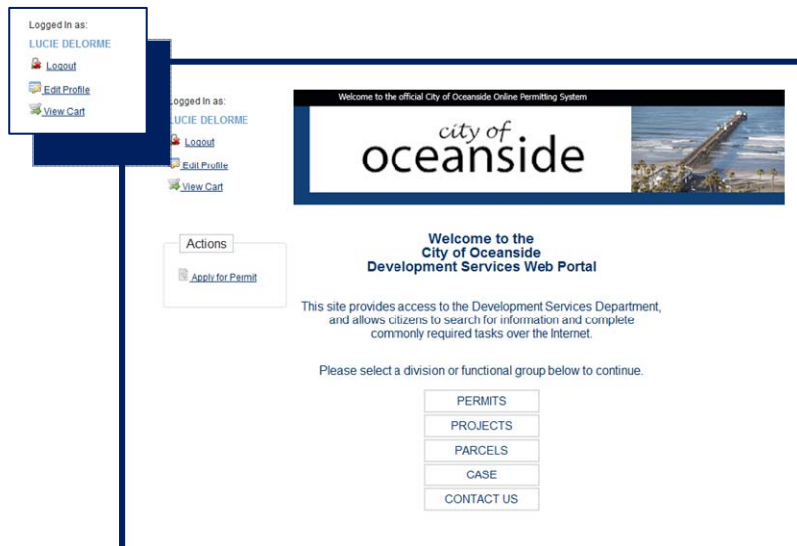 Logged In as:
LUCIE DELORME
Logout
Edit Profile
View Cart
ogged In as:
UCIE DELORME
Logout
Edit Profile
View Cart
Actions
Apply for Permit
Welcome to the official City of Oceanside Online Permitting System
city of
oceanside
Welcome to the
City of Oceanside
Development Services Web Portal
This site provides access to the Development Services Department,
and allows citizens to search for information and complete
commonly required tasks over the Internet.
Please select a division or functional group below to continue.
PERMITS
PROJECTS
PARCELS
CASE
CONTACT US